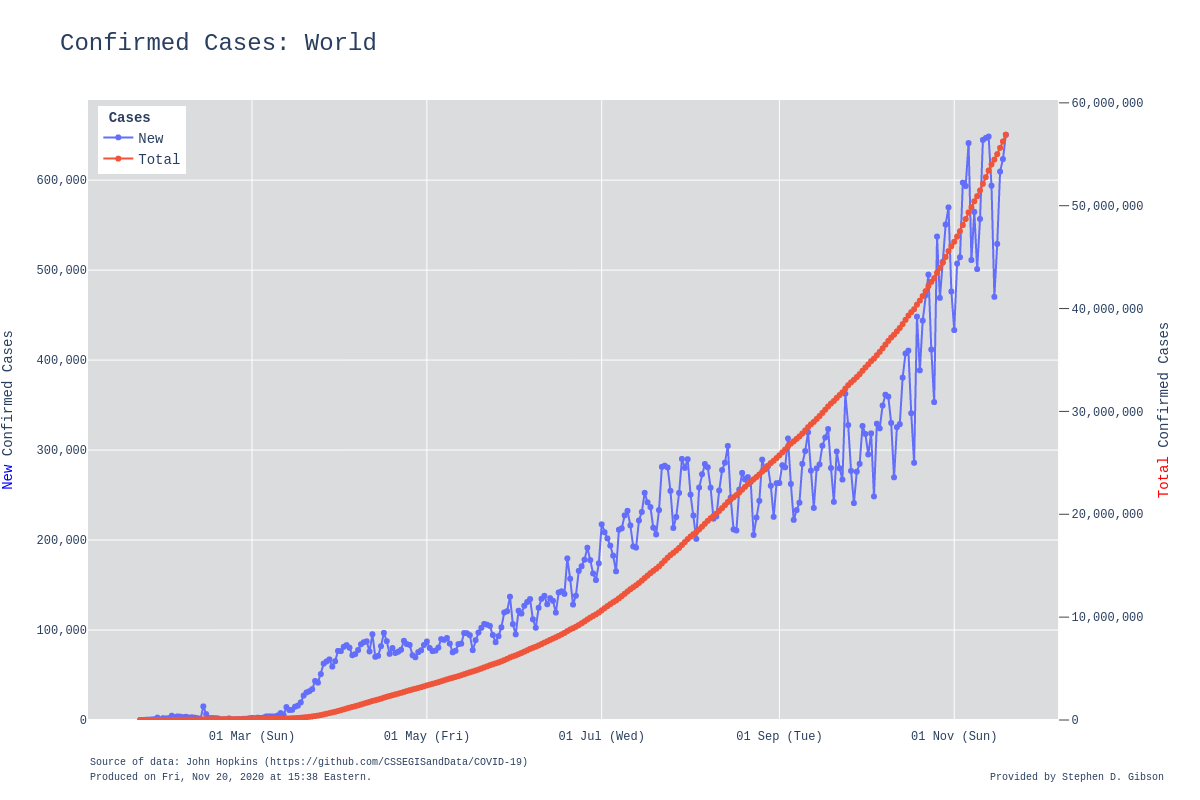 Confirmed Cases: World
Cases
New
Total
600,000
500,000
400,000
300,000
200,000
100,000
0
New Confirmed Cases
60,000,000
50,000,000
40,000,000
30,000,000
20,000,000
10,000,000
0
Total Confirmed Cases
01 Mar (Sun)
01 May (Fri)
01 Jul (Wed)
01 Sep (Tue)
01 Nov (Sun)
Source of data: John Hopkins (https://github.com/CSSEGISandData/COVID-19)
Produced on Fri, Nov 20, 2020 at 15:38 Eastern.
Provided by Stephen D. Gibson